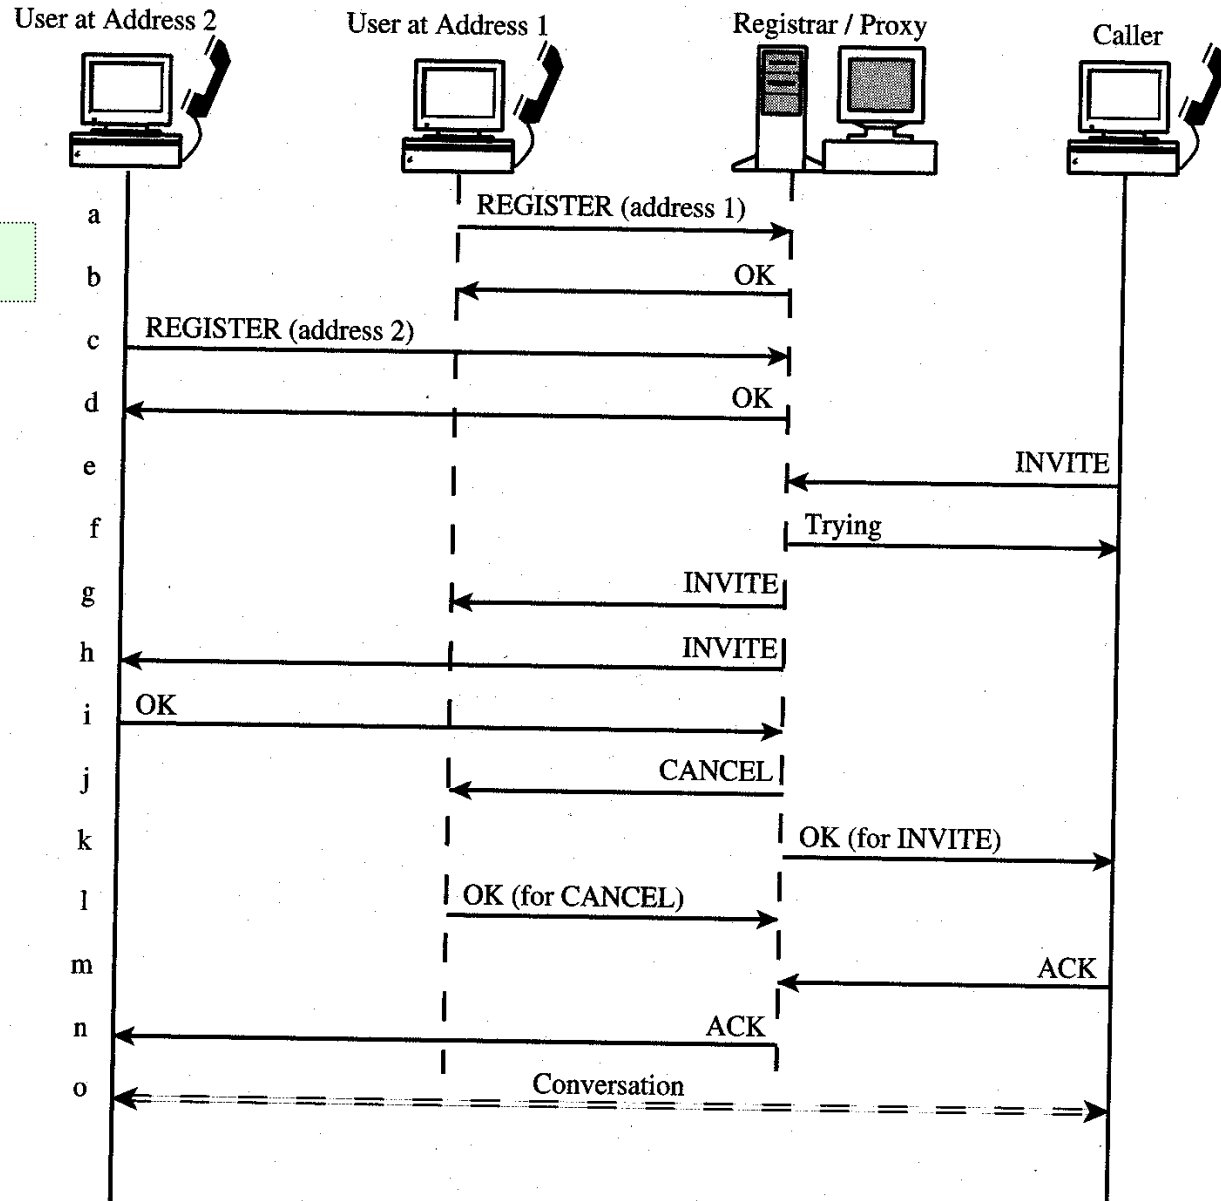 User at Address 2
User at Address 1
Registrar / Proxy
Caller
a
REGISTER (address 1)
b
OK
c
REGISTER (address 2)
d
OK
e
INVITE
f
Trying
g
INVITE
h
INVITE
i
OK
j
CANCEL
k
OK (for INVITE)
l
OK (for CANCEL)
m
ACK
n
ACK
o
Conversation